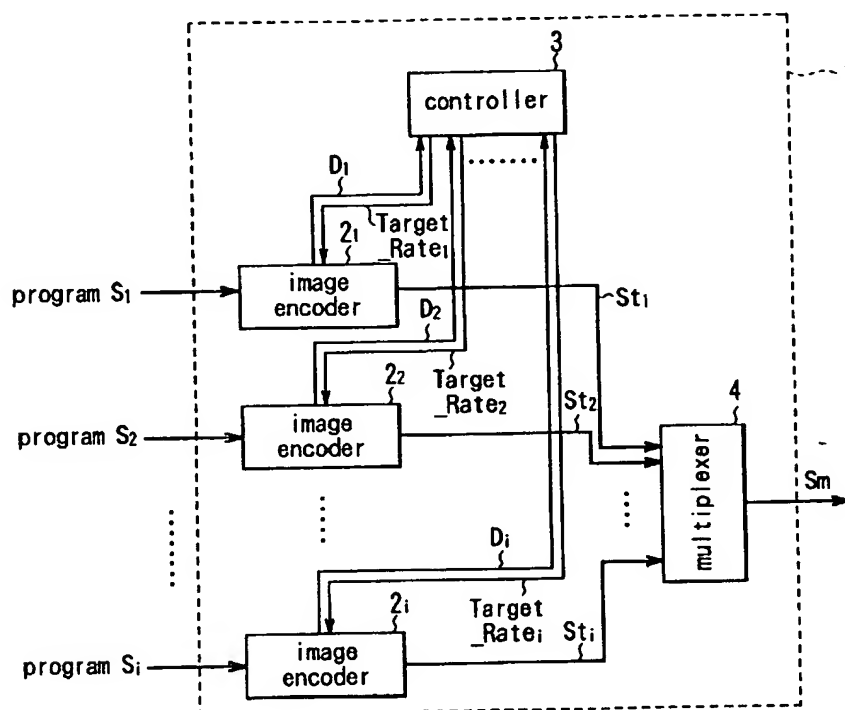 3
controller
D₁
Target
_Rate₁
2₁
program S₁
image
encoder
St₁
D₂
Target
_Rate₂
2₂
program S₂
image
encoder
St₂
4
multiplexer
Sm
Dᵢ
Target
_Rateᵢ
2ᵢ
program Sᵢ
image
encoder
Stᵢ